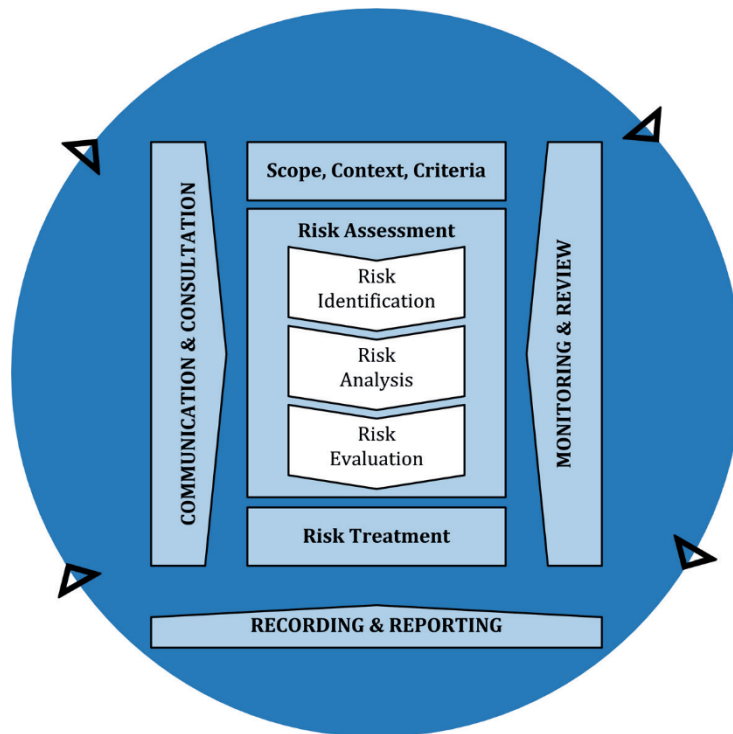 Scope, Context, Criteria
Risk Assessment
Risk
Identification
Risk
Analysis
Risk
Evaluation
Risk Treatment
COMMUNICATION & CONSULTATION
MONITORING & REVIEW
RECORDING & REPORTING